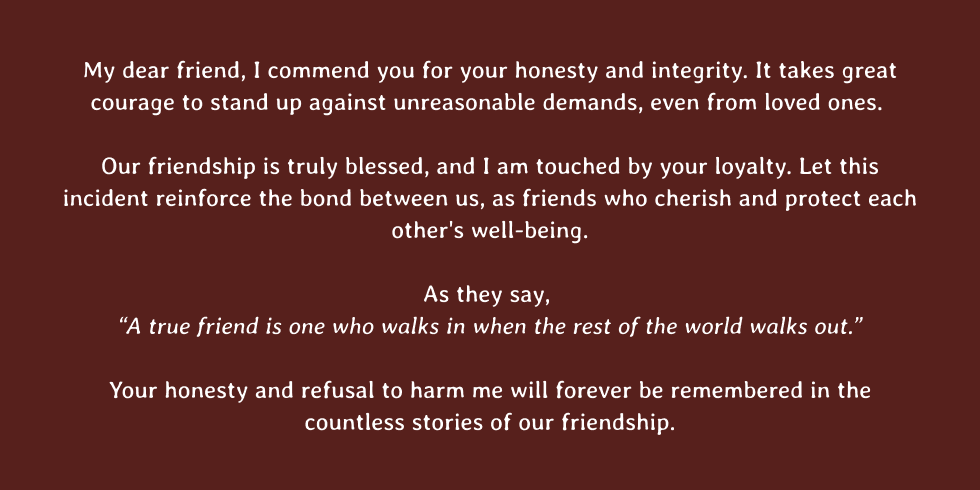 My dear friend, I commend you for your honesty and integrity. It takes great
courage to stand up against unreasonable demands, even from loved ones.
Our friendship is truly blessed, and I am touched by your loyalty. Let this
incident reinforce the bond between us, as friends who cherish and protect each
other's well-being.
As they say,
“A true friend is one who walks in when the rest of the world walks out.”
Your honesty and refusal to harm me will forever be remembered in the
countless stories of our friendship.